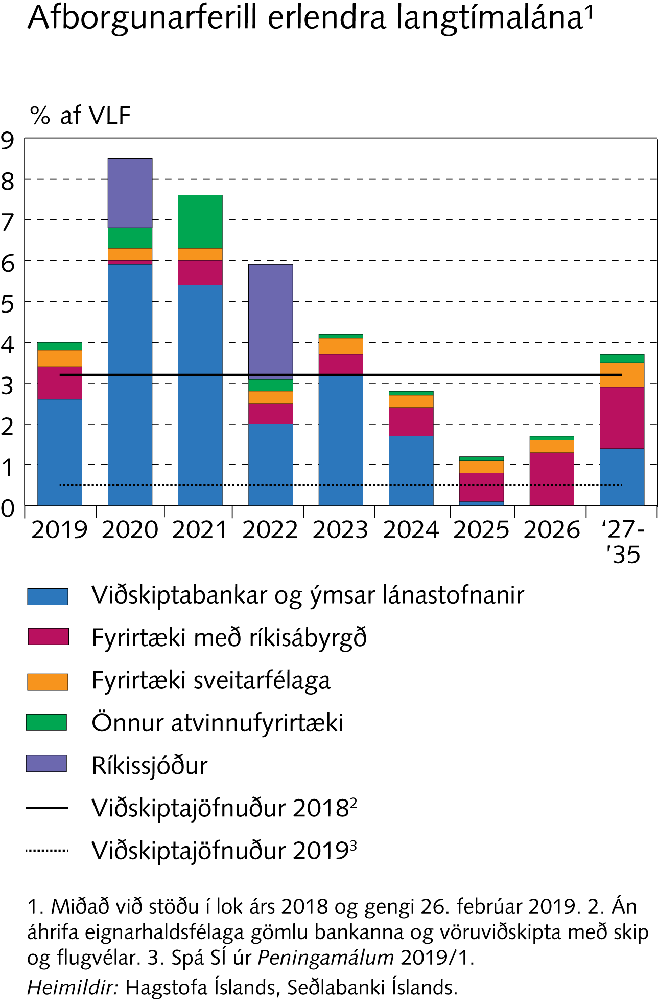 Afborgunarferill erlendra langtímalána¹
% af VLF
9
8
7
6
5
4
3
2
1
0
2019 2020 2021 2022 2023 2024 2025 2026 ‘27-
’35
Viðskiptabankar og ýmsar lánastofnanir
Fyrirtæki með ríkisábyrgð
Fyrirtæki sveitarfélaga
Önnur atvinnufyrirtæki
Ríkissjóður
Viðskiptajöfnuður 2018²
Viðskiptajöfnuður 2019³
1. Miðað við stöðu í lok árs 2018 og gengi 26. febrúar 2019. 2. Án
áhrifa eignarhaldsfélaga gömlu bankanna og vöruviðskipta með skip
og flugvélar. 3. Spá SÍ úr Peningamálum 2019/1.
Heimildir: Hagstofa Íslands, Seðlabanki Íslands.